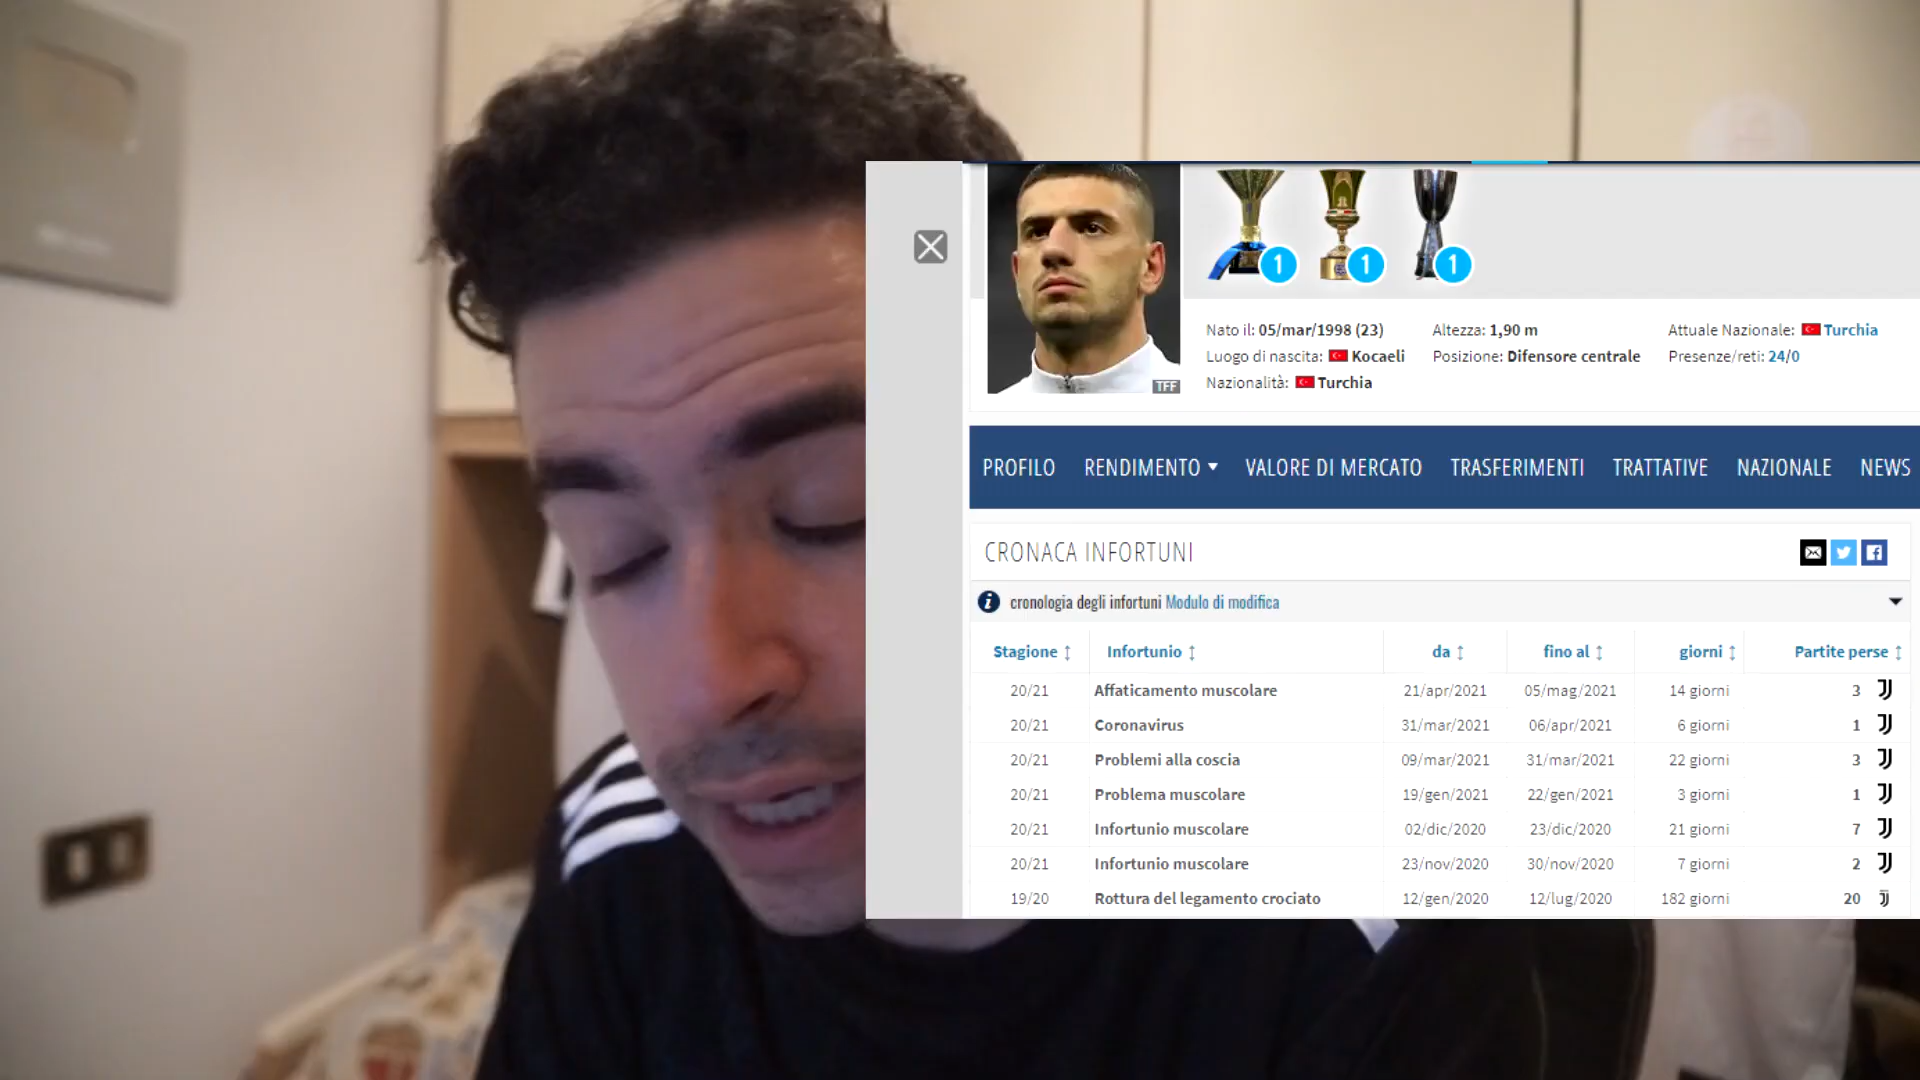 1 1 1
Nato il: 05/mar/1998 (23) Altezza: 1,90 m Attuale Nazionale: Turchia
Luogo di nascita: Kocaeli Posizione: Difensore centrale Presenze/reti: 24/0
TFF
Nazionalità: Turchia
PROFILO RENDIMENTO VALORE DI MERCATO TRASFERIMENTI TRATTATIVE NAZIONALE NEWS
CRONACA INFORTUNI
cronologia degli infortuni Modulo di modifica
Stagione Infortunio da fino al giorni Partite perse
20/21 Affaticamento muscolare 21/apr/2021 05/mag/2021 14 giorni 3
20/21 Coronavirus 31/mar/2021 06/apr/2021 6 giorni 1
20/21 Problemi alla coscia 09/mar/2021 31/mar/2021 22 giorni 3
20/21 Problema muscolare 19/gen/2021 22/gen/2021 3 giorni 1
20/21 Infortunio muscolare 02/dic/2020 23/dic/2020 21 giorni 7
20/21 Infortunio muscolare 23/nov/2020 30/nov/2020 7 giorni 2
19/20 Rottura del legamento crociato 12/gen/2020 12/lug/2020 182 giorni 20